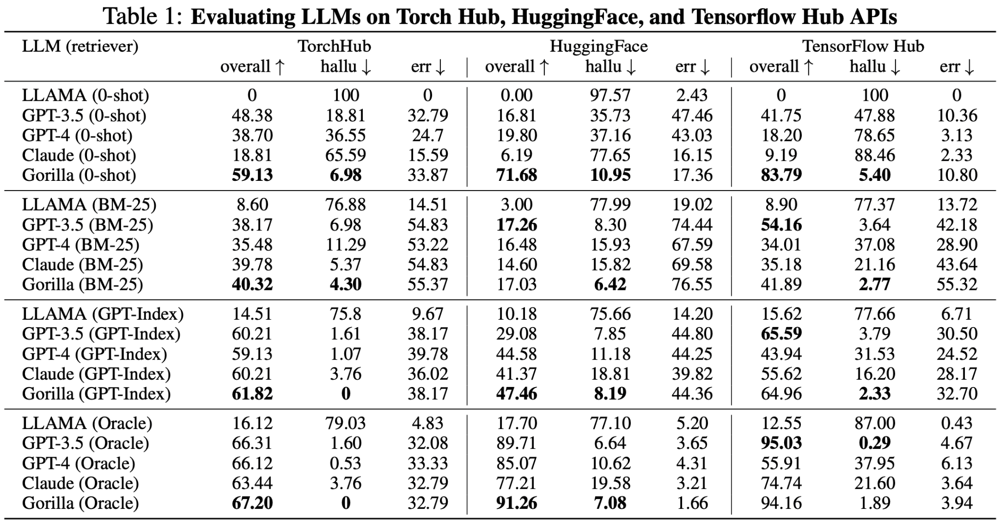 Table 1: Evaluating LLMs on Torch Hub, HuggingFace, and Tensorflow Hub APIs
LLM (retriever) TorchHub HuggingFace TensorFlow Hub
overall ↑ hallu ↓ err ↓ overall ↑ hallu ↓ err ↓ overall ↑ hallu ↓ err ↓
LLAMA (0-shot) 0 100 0 0.00 97.57 2.43 0 100 0
GPT-3.5 (0-shot) 48.38 18.81 32.79 16.81 35.73 47.46 41.75 47.88 10.36
GPT-4 (0-shot) 38.70 36.55 24.7 19.80 37.16 43.03 18.20 78.65 3.13
Claude (0-shot) 18.81 65.59 15.59 6.19 77.65 16.15 9.19 88.46 2.33
Gorilla (0-shot) 59.13 6.98 33.87 71.68 10.95 17.36 83.79 5.40 10.80
LLAMA (BM-25) 8.60 76.88 14.51 3.00 77.99 19.02 8.90 77.37 13.72
GPT-3.5 (BM-25) 38.17 6.98 54.83 17.26 8.30 74.44 54.16 3.64 42.18
GPT-4 (BM-25) 35.48 11.29 53.22 16.48 15.93 67.59 34.01 37.08 28.90
Claude (BM-25) 39.78 5.37 54.83 14.60 15.82 69.58 35.18 21.16 43.64
Gorilla (BM-25) 40.32 4.30 55.37 17.03 6.42 76.55 41.89 2.77 55.32
LLAMA (GPT-Index) 14.51 75.8 9.67 10.18 75.66 14.20 15.62 77.66 6.71
GPT-3.5 (GPT-Index) 60.21 1.61 38.17 29.08 7.85 44.80 65.59 3.79 30.50
GPT-4 (GPT-Index) 59.13 1.07 39.78 44.58 11.18 44.25 43.94 31.53 24.52
Claude (GPT-Index) 60.21 3.76 36.02 41.37 18.81 39.82 55.62 16.20 28.17
Gorilla (GPT-Index) 61.82 0 38.17 47.46 8.19 44.36 64.96 2.33 32.70
LLAMA (Oracle) 16.12 79.03 4.83 17.70 77.10 5.20 12.55 87.00 0.43
GPT-3.5 (Oracle) 66.31 1.60 32.08 89.71 6.64 3.65 95.03 0.29 4.67
GPT-4 (Oracle) 66.12 0.53 33.33 85.07 10.62 4.31 55.91 37.95 6.13
Claude (Oracle) 63.44 3.76 32.79 77.21 19.58 3.21 74.74 21.60 3.64
Gorilla (Oracle) 67.20 0 32.79 91.26 7.08 1.66 94.16 1.89 3.94